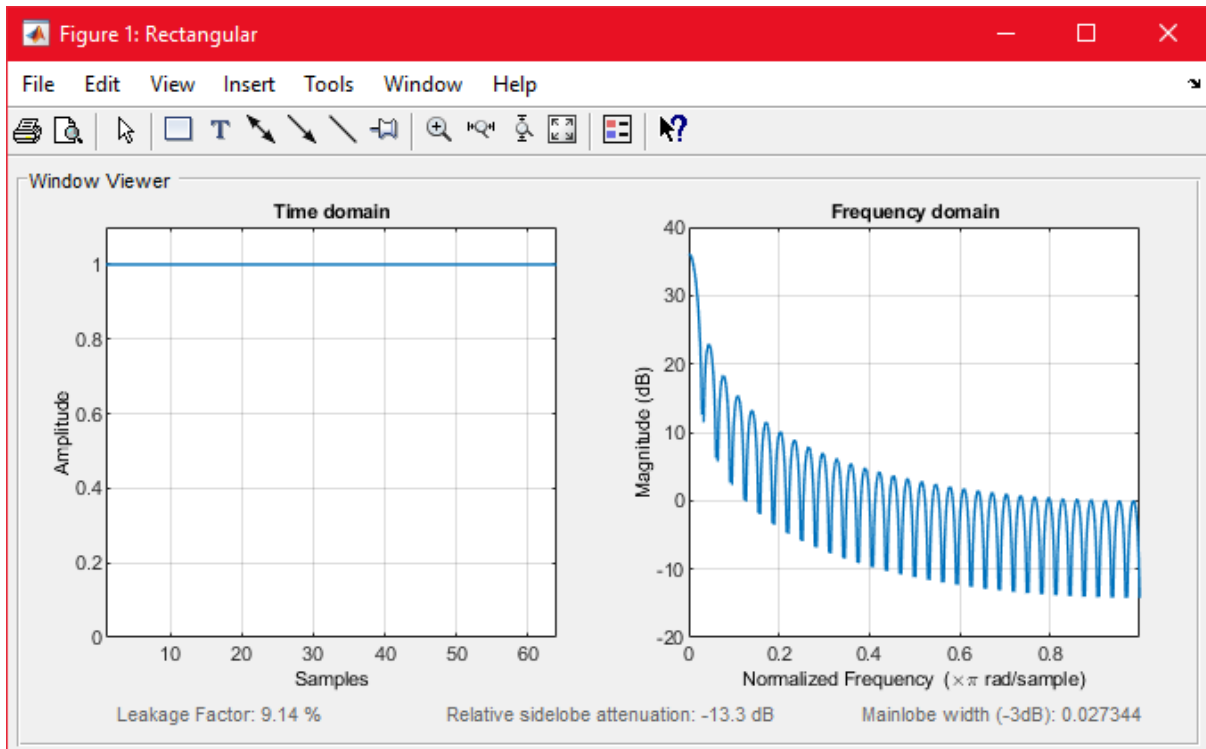 Figure 1: Rectangular
File Edit View Insert Tools Window Help
T ?
Window Viewer
Time domain
Amplitude
1
0.8
0.6
0.4
0.2
0
10 20 30 40 50 60
Samples
Frequency domain
Magnitude (dB)
40
30
20
10
0
-10
-20
0 0.2 0.4 0.6 0.8
Normalized Frequency (×π rad/sample)
Leakage Factor: 9.14 % Relative sidelobe attenuation: -13.3 dB Mainlobe width (-3dB): 0.027344